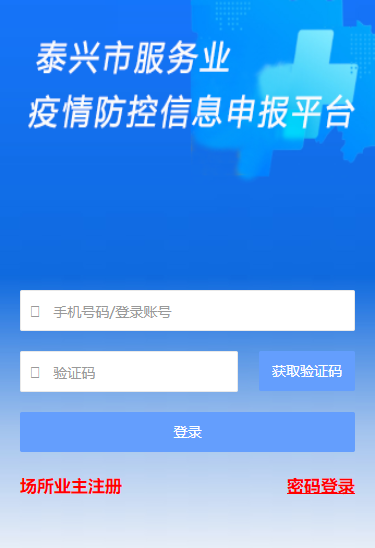 泰兴市服务业
疫情防控信息申报平台
手机号码/登录账号
验证码
获取验证码
登录
场所业主注册
密码登录